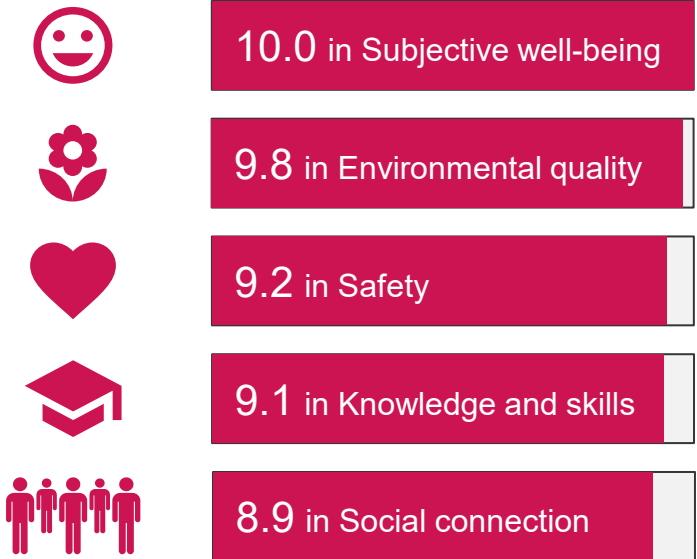 10.0 in Subjective well-being
9.8 in Environmental quality
9.2 in Safety
9.1 in Knowledge and skills
8.9 in Social connection